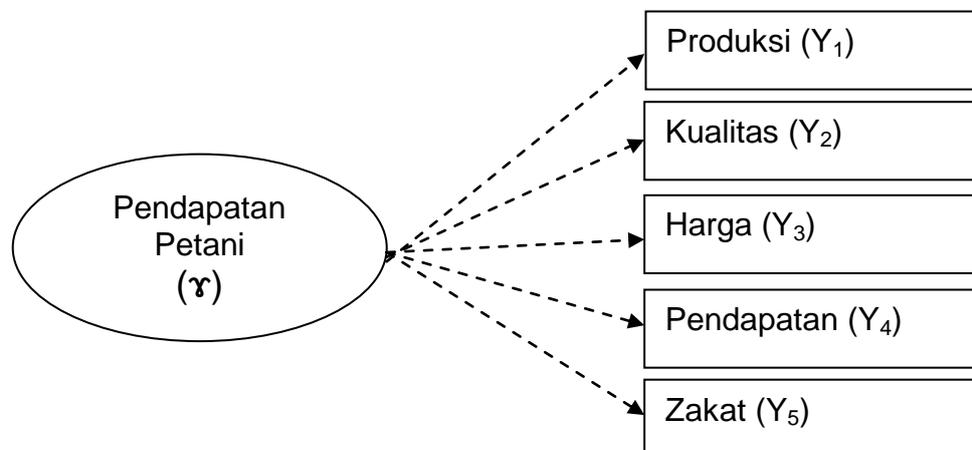 Pendapatan
Petani
(ɤ)
Produksi (Y₁)
Kualitas (Y₂)
Harga (Y₃)
Pendapatan (Y₄)
Zakat (Y₅)